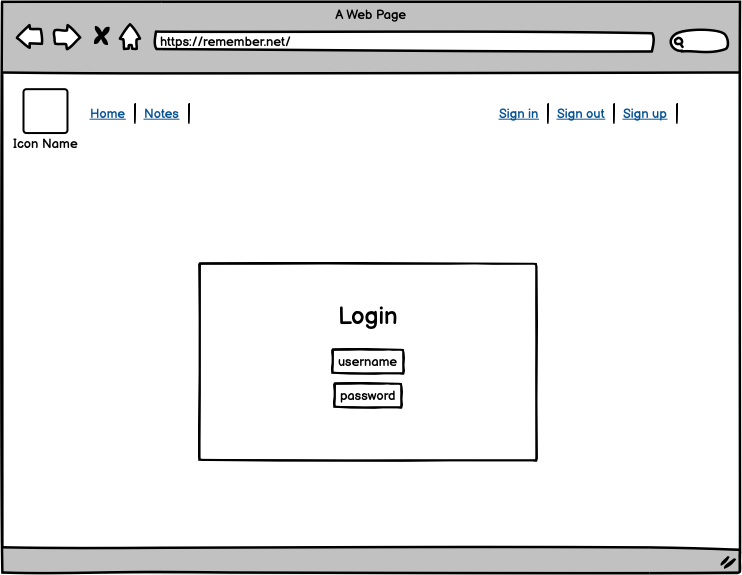 A Web Page
https://remember.net/
Home | Notes |
Sign in | Sign out | Sign up |
Icon Name
Login
username
password